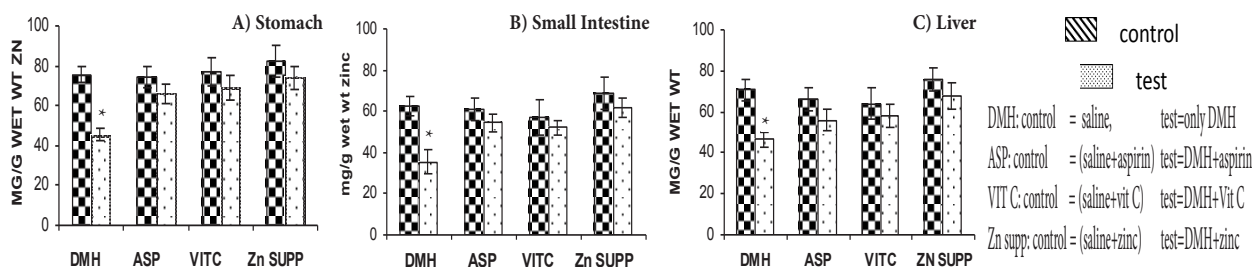 A) Stomach
MG/G WET WT ZN
100
80
60
40
20
0
*
DMH ASP VITC Zn SUPP
B) Small Intestine
mg/g wet wt zinc
100
80
60
40
20
0
*
DMH ASP VITC Zn SUPP
C) Liver
MG/G WET WT
100
80
60
40
20
0
*
DMH ASP VITC ZN SUPP
control
test
DMH: control = saline, test=only DMH
ASP: control = (saline+aspirin) test=DMH+aspirin
VIT C: control = (saline+vit C) test=DMH+Vit C
Zn supp: control = (saline+zinc) test=DMH+zinc